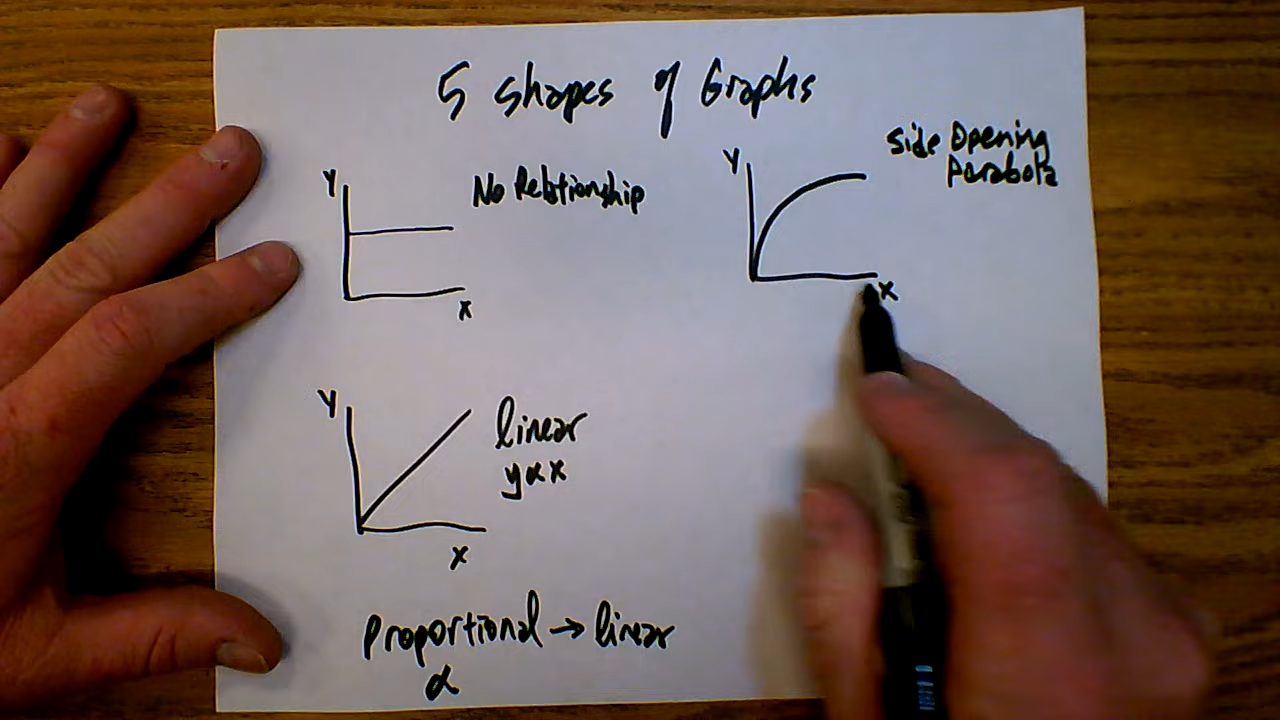 5 Shapes of Graphs
Y
No Relationship
X
Y
Side Opening
Parabola
X
Y
linear
y α x
X
Proportional → linear
α